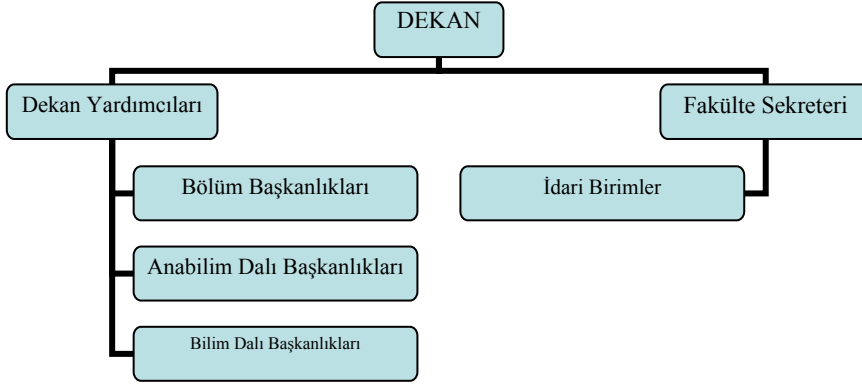 DEKAN
Dekan Yardımcıları
Fakülte Sekreteri
Bölüm Başkanlıkları
İdari Birimler
Anabilim Dalı Başkanlıkları
Bilim Dalı Başkanlıkları